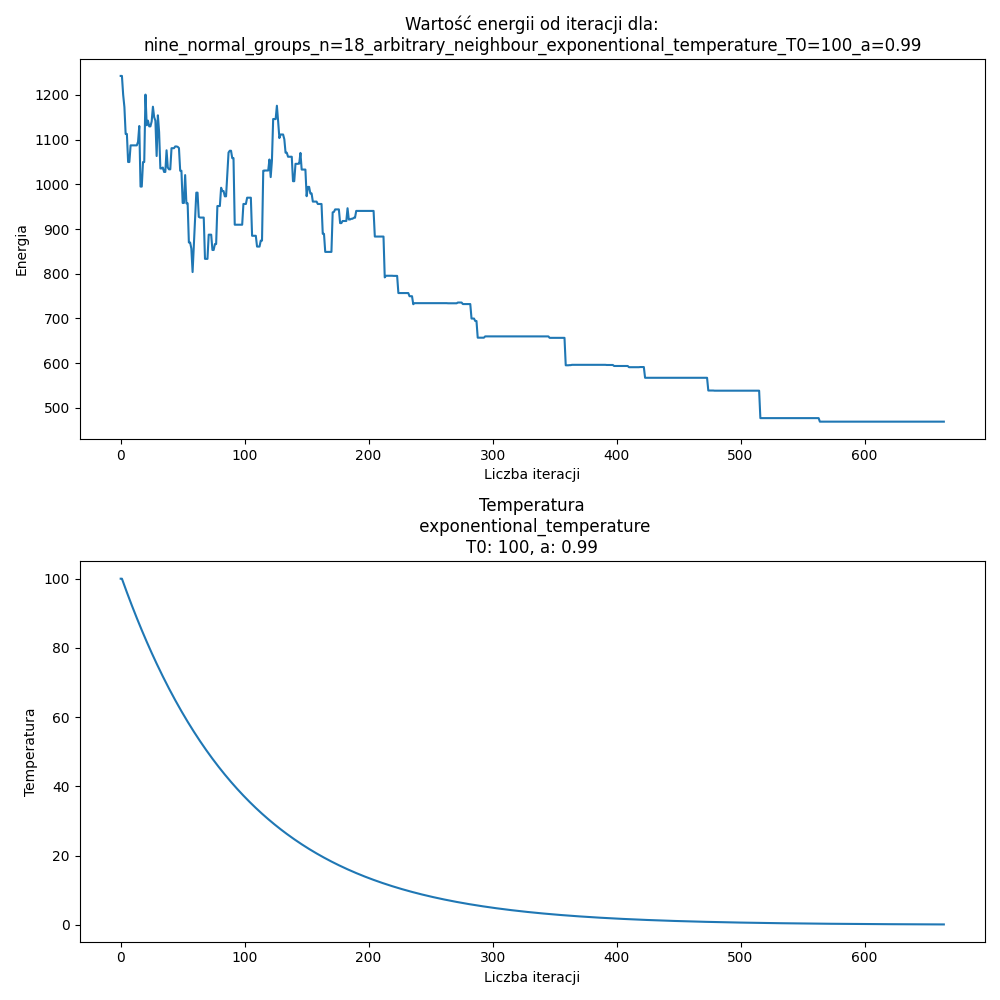 Wartość energii od iteracji dla:
nine_normal_groups_n=18_arbitrary_neighbour_exponentional_temperature_T0=100_a=0.99
1200
1100
1000
900
800
700
600
500
Energia
0 100 200 300 400 500 600
Liczba iteracji
Temperatura
exponentional_temperature
T0: 100, a: 0.99
100
80
60
40
20
0
Temperatura
0 100 200 300 400 500 600
Liczba iteracji